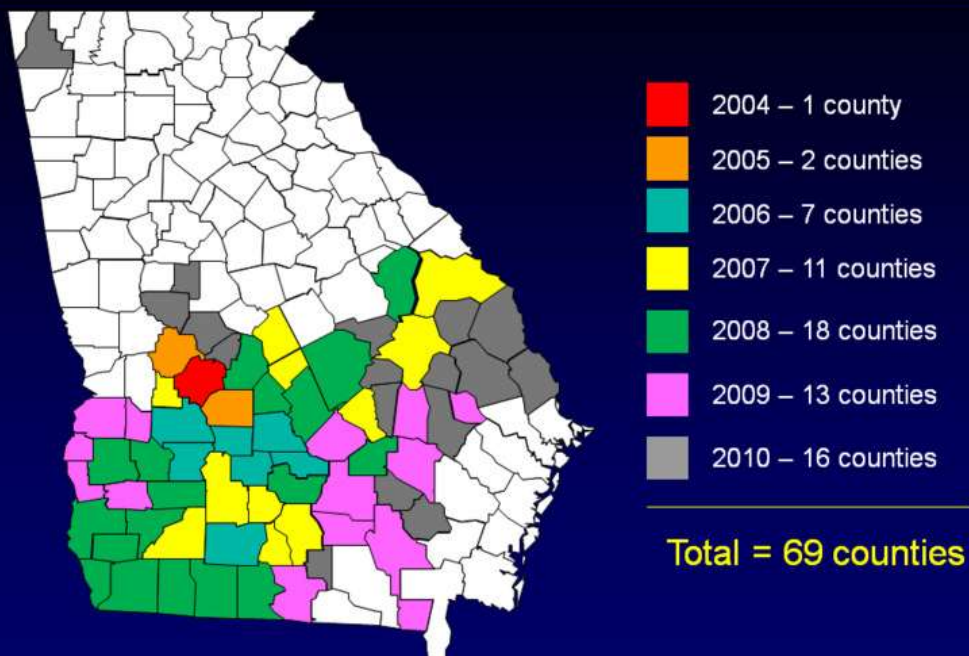 2004 – 1 county
2005 – 2 counties
2006 – 7 counties
2007 – 11 counties
2008 – 18 counties
2009 – 13 counties
2010 – 16 counties
Total = 69 counties